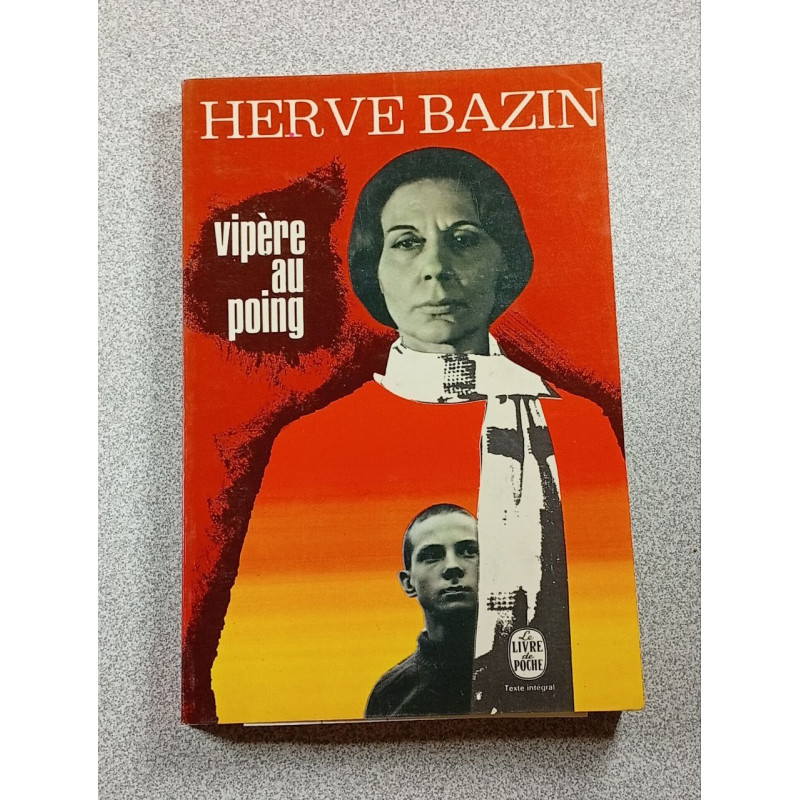 HERVE BAZIN
vipère
au
poing
Le
LIVRE
de
POCHE
Texte intégral